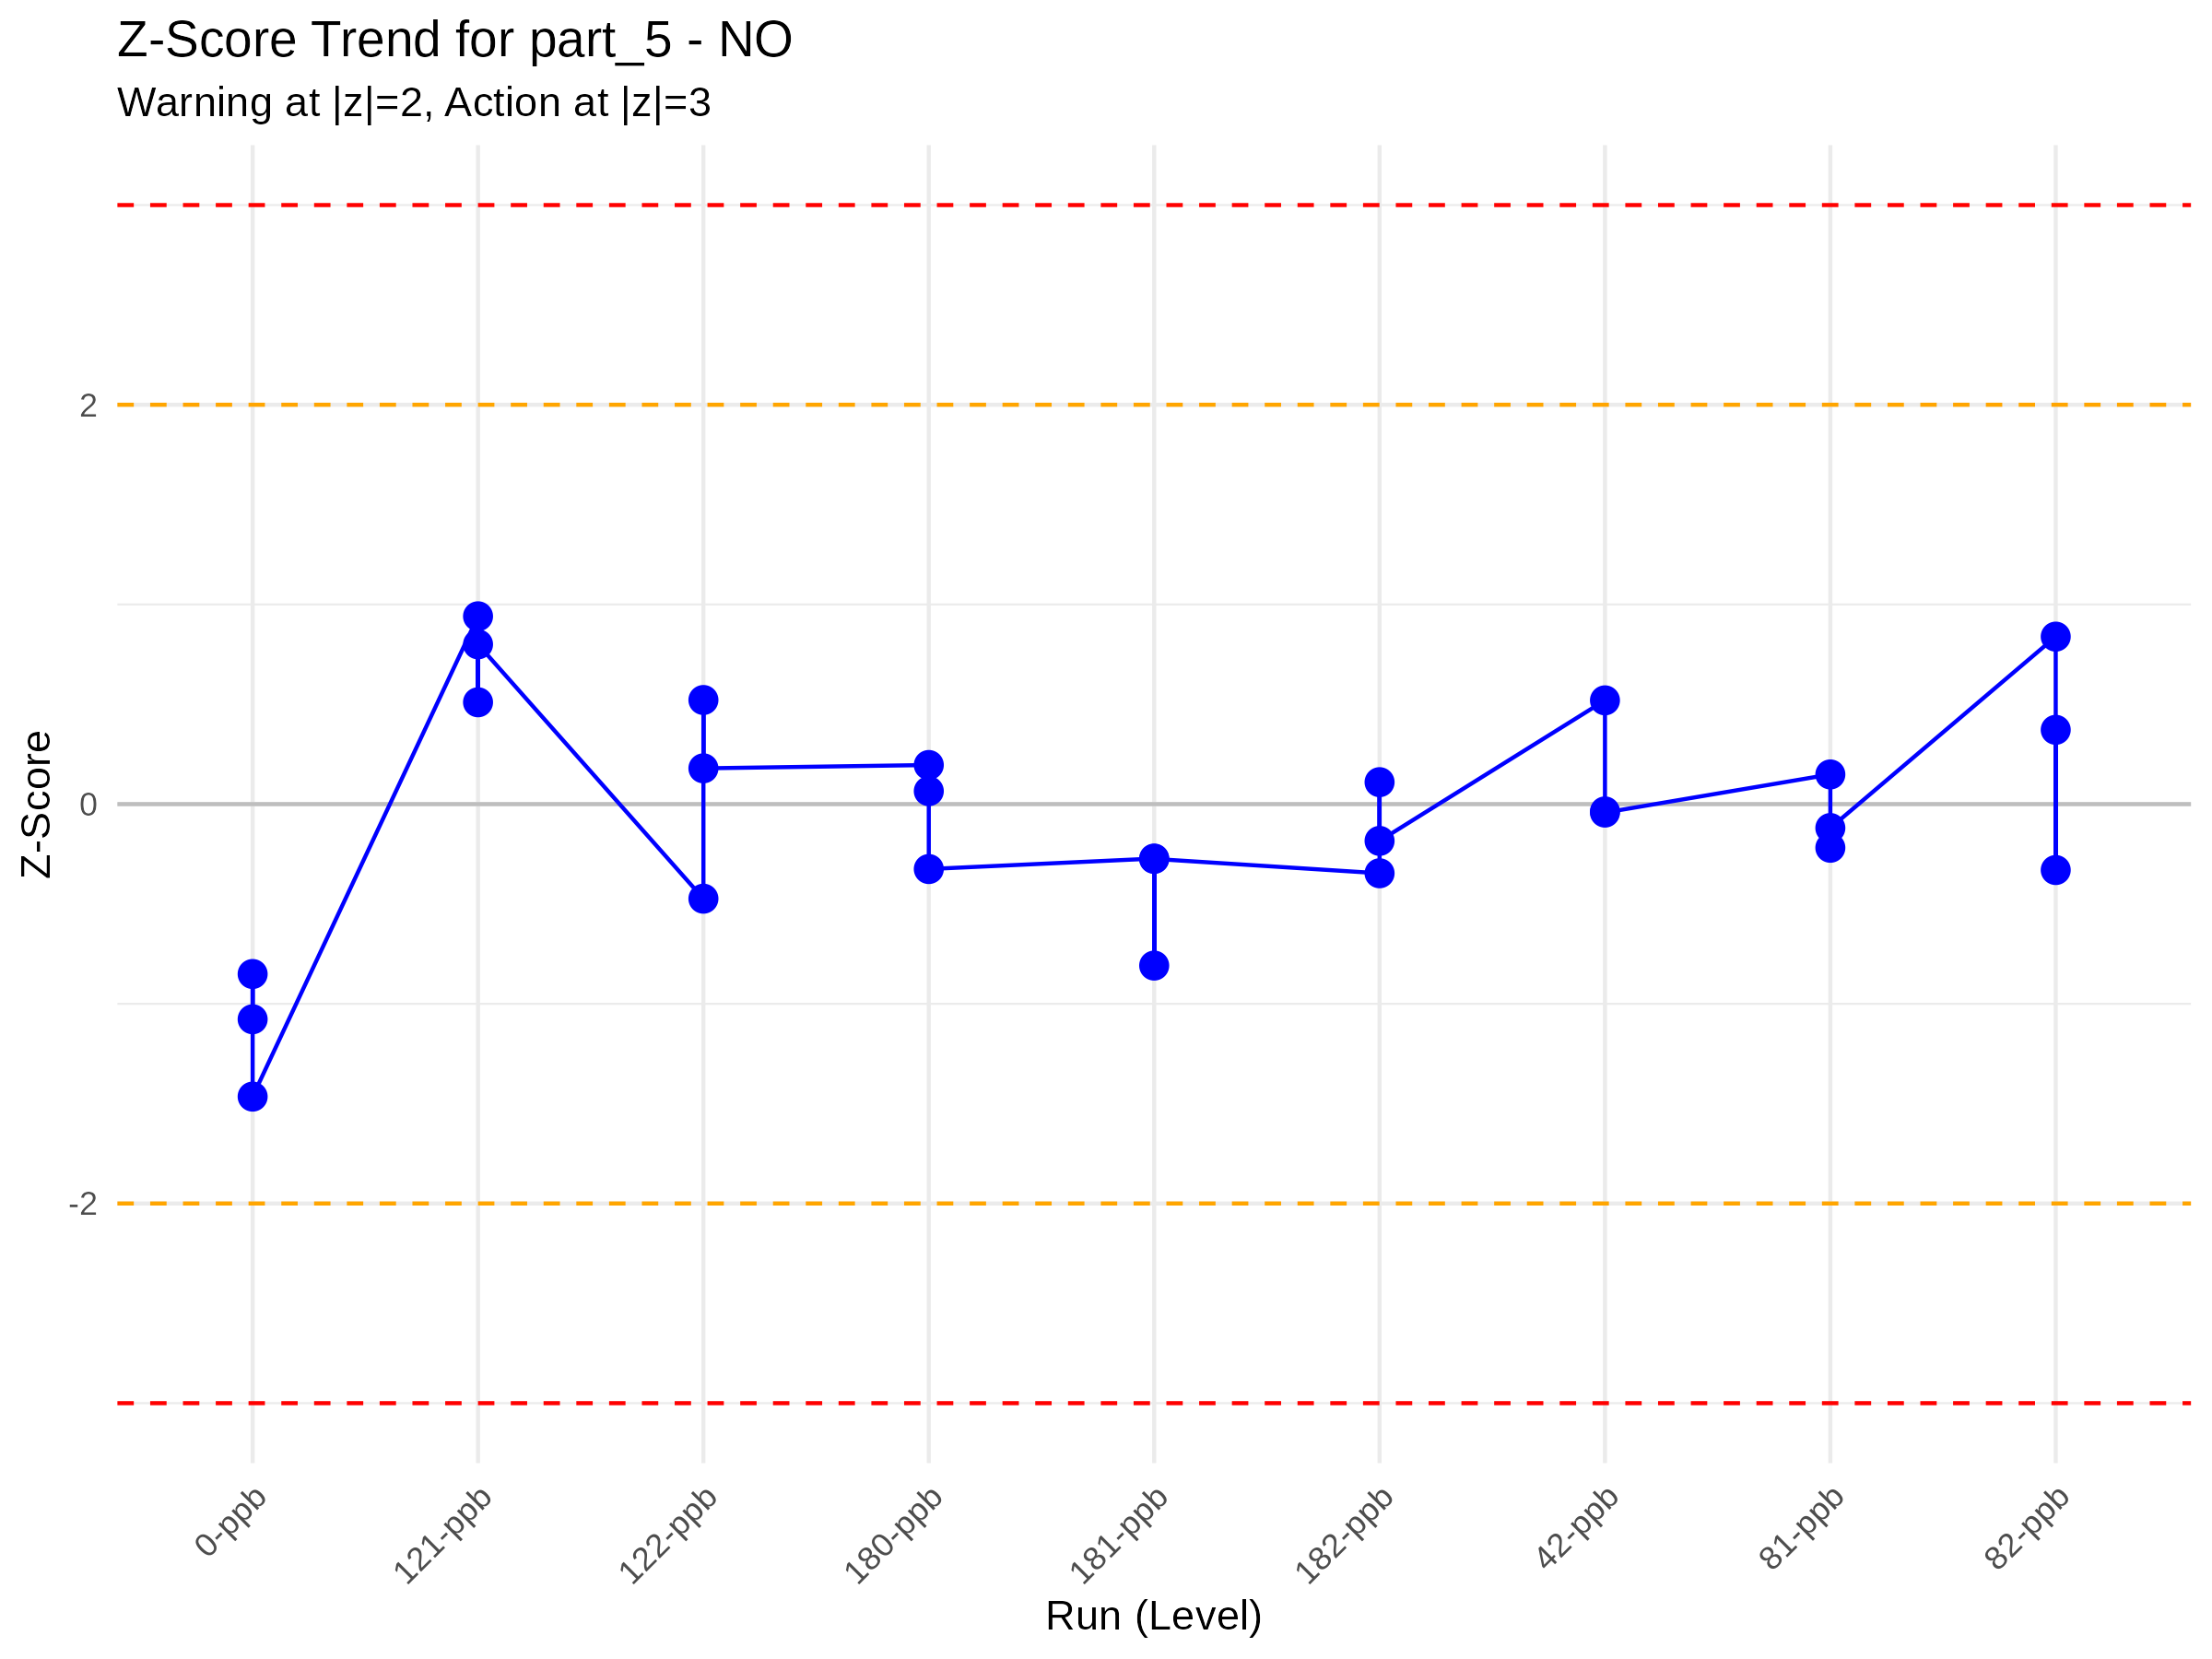 Z-Score Trend for part_5 - NO
Warning at |z|=2, Action at |z|=3
Z-Score
2
0
-2
0-ppb
121-ppb
122-ppb
180-ppb
181-ppb
182-ppb
42-ppb
81-ppb
82-ppb
Run (Level)